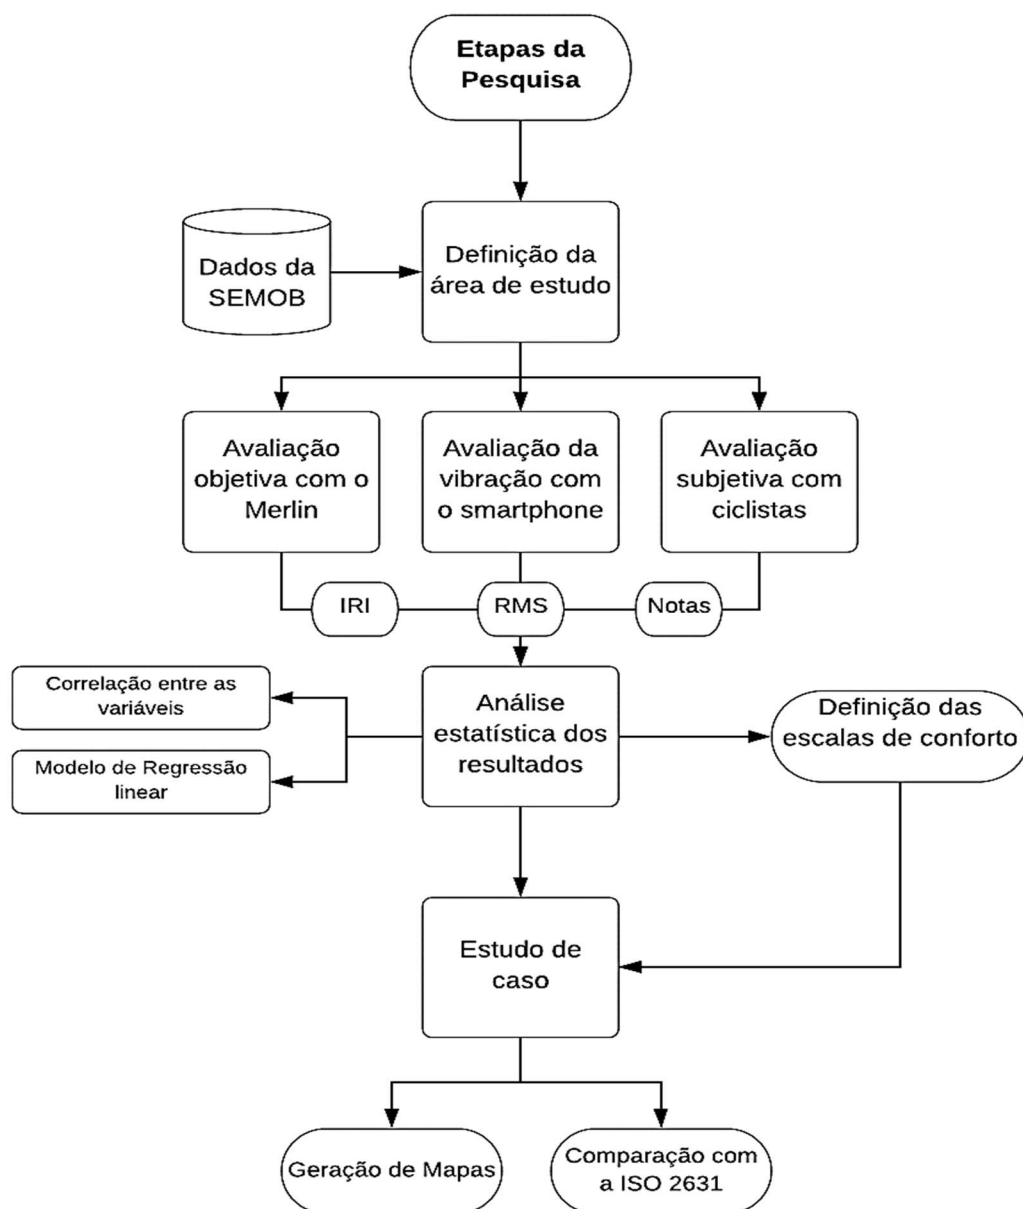 Etapas da
Pesquisa
Dados da
SEMOB
Definição da
área de estudo
Avaliação
objetiva com o
Merlin
Avaliação da
vibração com
o smartphone
Avaliação
subjetiva com
ciclistas
IRI
RMS
Notas
Correlação entre as
variáveis
Modelo de Regressão
linear
Análise
estatística dos
resultados
Definição das
escalas de conforto
Estudo de
caso
Geração de Mapas
Comparação com
a ISO 2631